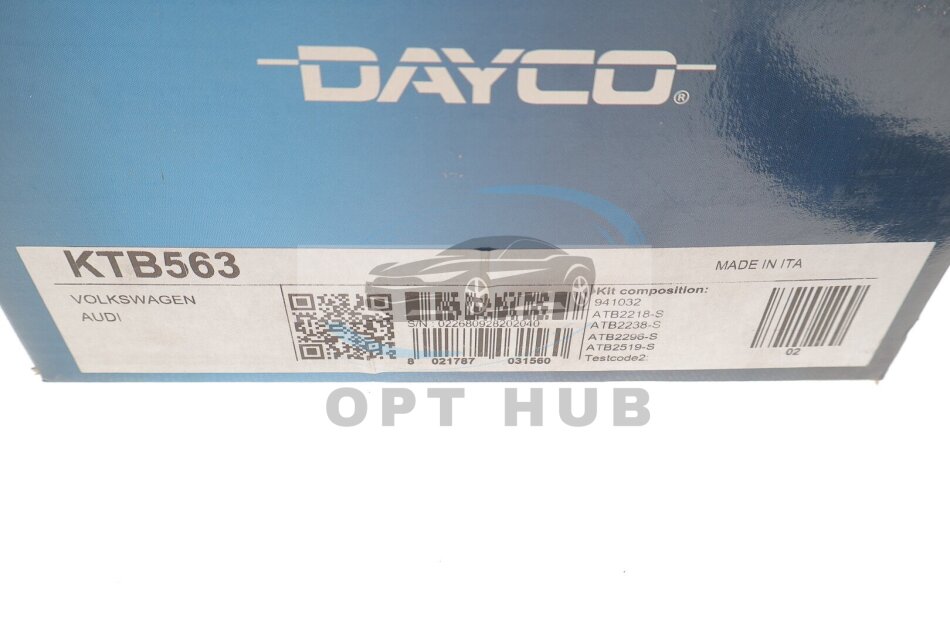 DAYCO®
KTB563
MADE IN ITA
VOLKSWAGEN
AUDI
S/N : 022680928202040
8 021787 031560
Kit composition:
941032
ATB2218-S
ATB2238-S
ATB2298-S
ATB2519-S
Testcode2:
02
OPT HUB